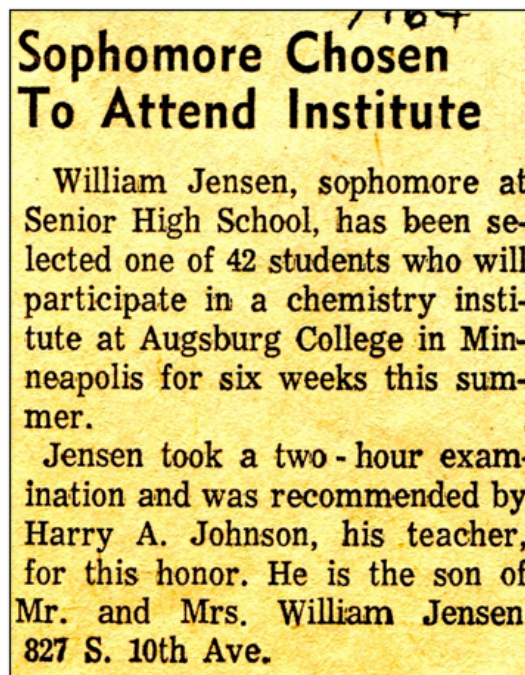 1964
Sophomore Chosen
To Attend Institute
William Jensen, sophomore at
Senior High School, has been se-
lected one of 42 students who will
participate in a chemistry insti-
tute at Augsburg College in Min-
neapolis for six weeks this sum-
mer.
Jensen took a two - hour exam-
ination and was recommended by
Harry A. Johnson, his teacher,
for this honor. He is the son of
Mr. and Mrs. William Jensen
827 S. 10th Ave.